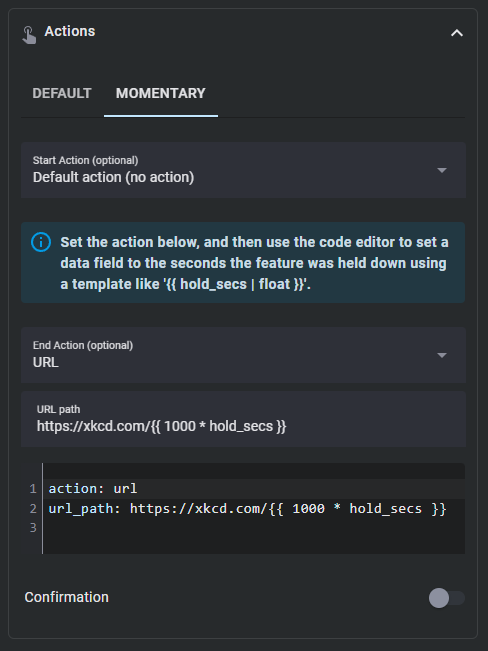 Actions
DEFAULT
MOMENTARY
Start Action (optional)
Default action (no action)
Set the action below, and then use the code editor to set a
data field to the seconds the feature was held down using
a template like '{{ hold_secs | float }}'.
End Action (optional)
URL
URL path
https://xkcd.com/{{ 1000 * hold_secs }}
1 action: url
2 url_path: https://xkcd.com/{{ 1000 * hold_secs }}
3
Confirmation